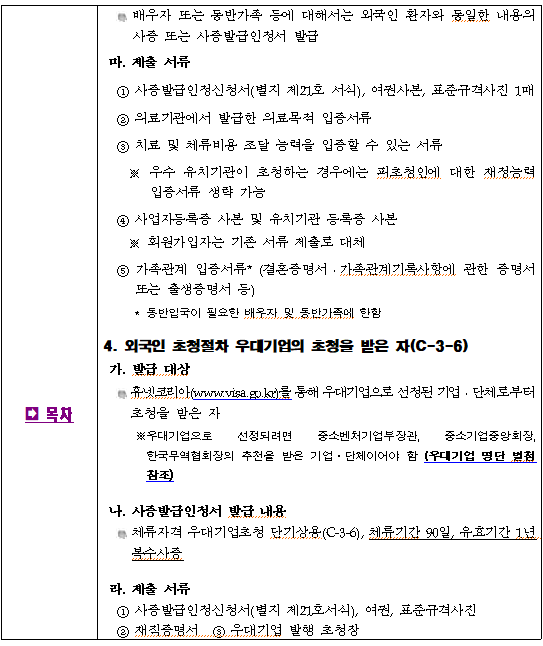 배우자 또는 동반가족 등에 대해서는 외국인 환자와 동일한 내용의
사증 또는 사증발급인정서 발급
마. 제출 서류
① 사증발급인정신청서(별지 제21호 서식), 여권사본, 표준규격사진 1매
② 의료기관에서 발급한 의료목적 입증서류
③ 치료 및 체류비용 조달 능력을 입증할 수 있는 서류
※ 우수 유치기관이 초청하는 경우에는 피초청인에 대한 재정능력
입증서류 생략 가능
④ 사업자등록증 사본 및 유치기관 등록증 사본
※ 회원가입자는 기존 서류 제출로 대체
⑤ 가족관계 입증서류* (결혼증명서·가족관계기록사항에 관한 증명서
또는 출생증명서 등)
* 동반입국이 필요한 배우자 및 동반가족에 한함
4. 외국인 초청절차 우대기업의 초청을 받은 자(C-3-6)
가. 발급 대상
휴넷코리아(www.visa.go.kr)를 통해 우대기업으로 선정된 기업·단체로부터
초청을 받은 자
➲ 목차
※우대기업으로 선정되려면 중소벤처기업부장관, 중소기업중앙회장,
한국무역협회장의 추천을 받은 기업·단체이어야 함 (우대기업 명단 별첨
참조)
나. 사증발급인정서 발급 내용
체류자격 우대기업초청 단기상용(C-3-6), 체류기간 90일, 유효기간 1년
복수사증
라. 제출 서류
① 사증발급인정신청서(별지 제21호서식), 여권, 표준규격사진
② 재직증명서 ③ 우대기업 발행 초청장